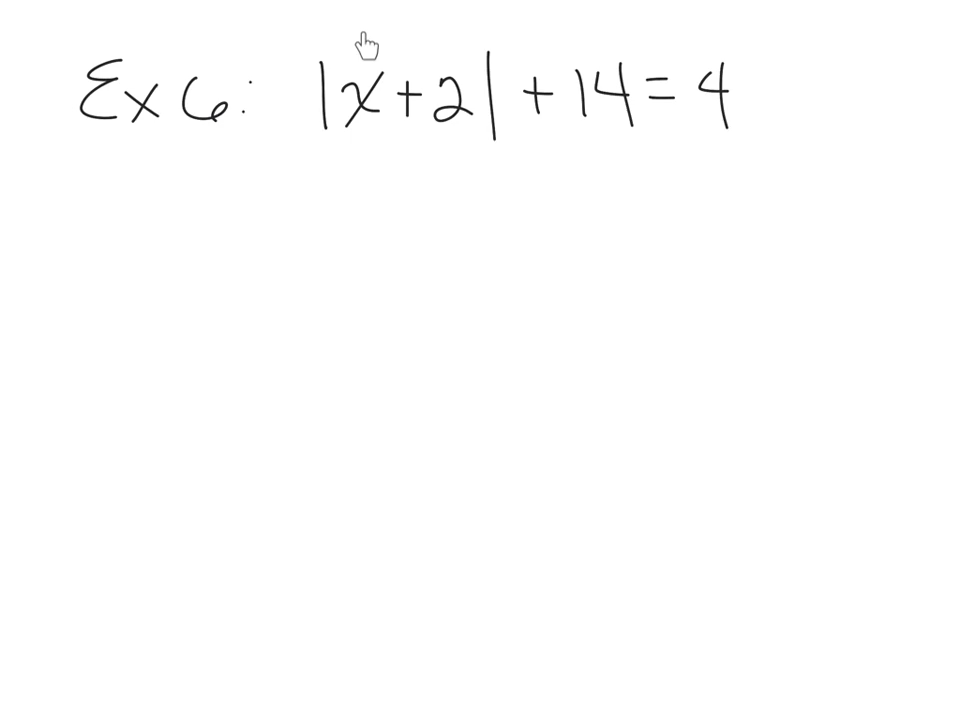 Ex 6: |x+2| + 14 = 4